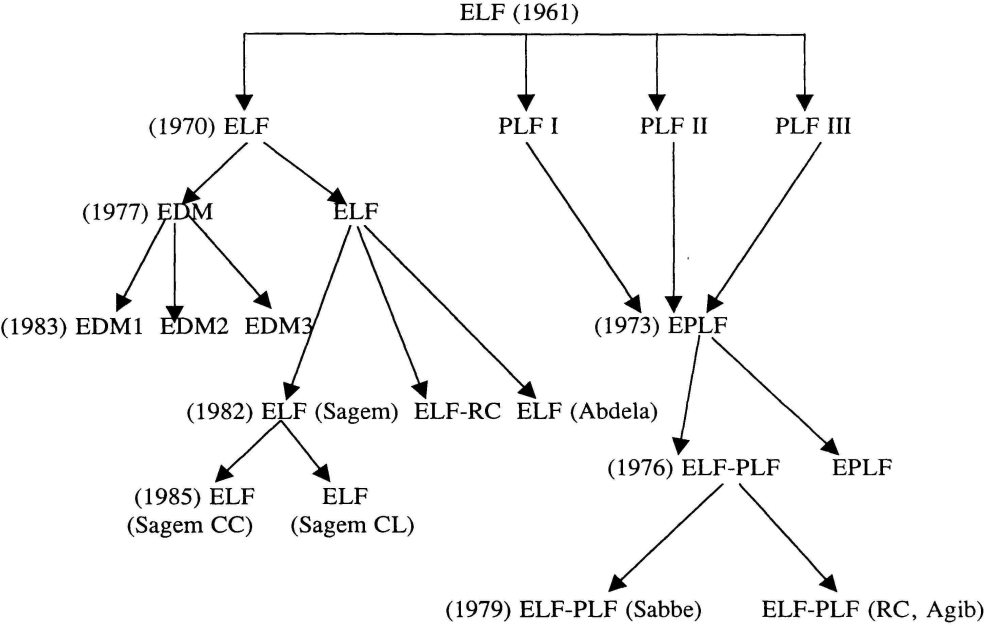 ELF (1961)
(1970) ELF PLF I PLF II PLF III
(1977) EDM ELF
(1983) EDM1 EDM2 EDM3 (1973) EPLF
(1982) ELF (Sagem) ELF-RC ELF (Abdela)
(1976) ELF-PLF EPLF
(1985) ELF ELF
(Sagem CC) (Sagem CL)
(1979) ELF-PLF (Sabbe) ELF-PLF (RC, Agib)